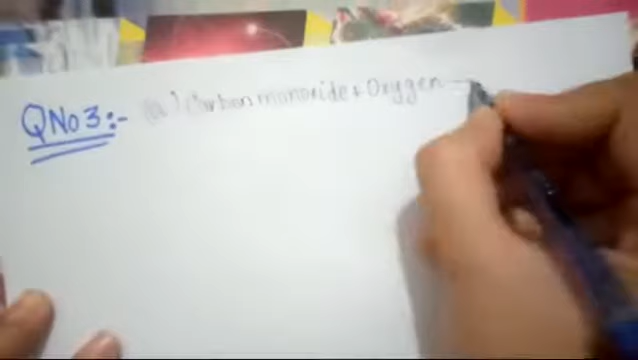 QNo 3:- (a) Carbon monoxide + Oxygen —